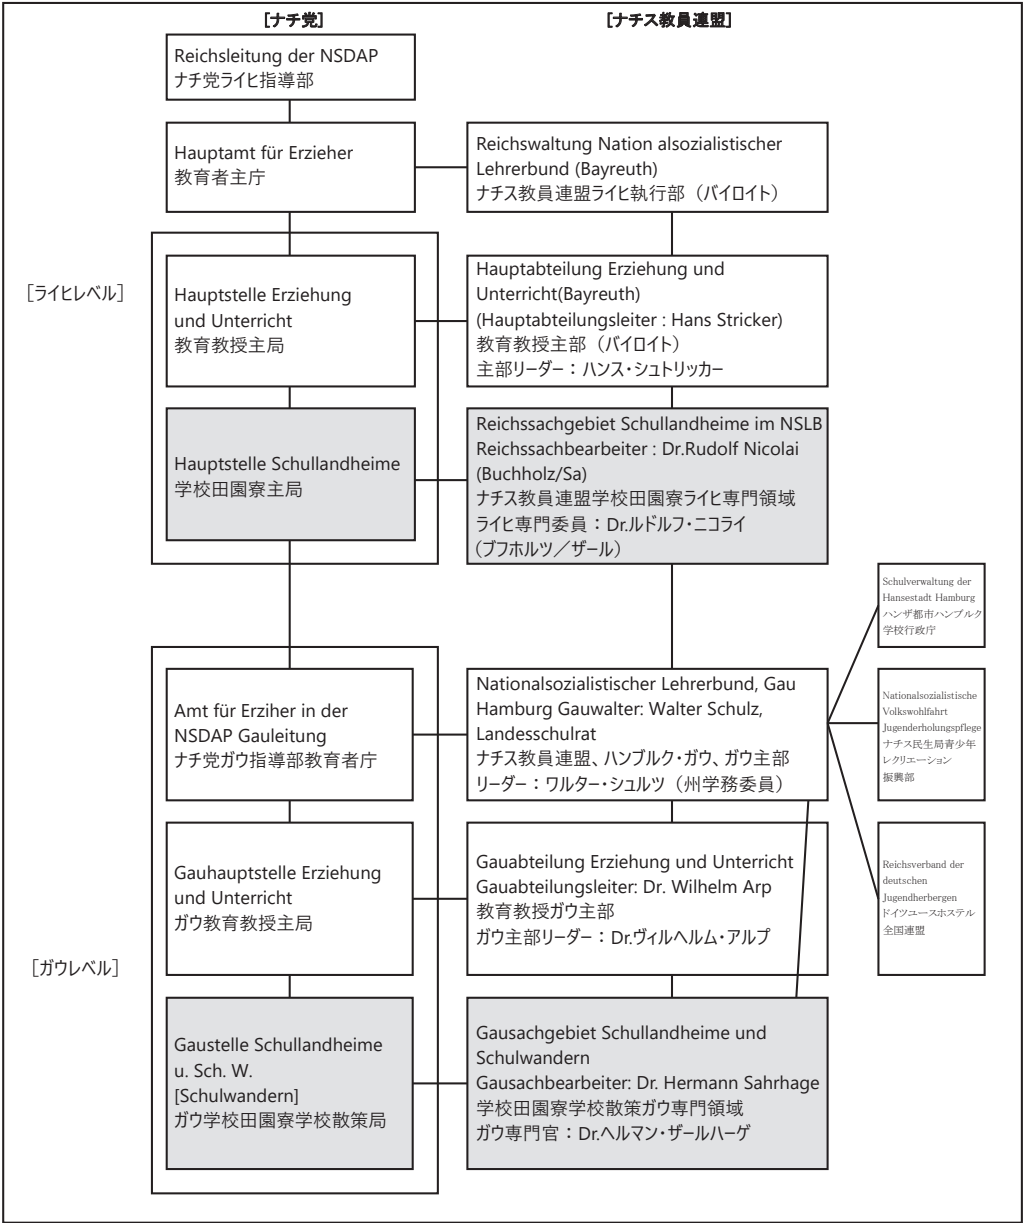 [ナチ党]
[ナチス教員連盟]
Reichsleitung der NSDAP
ナチ党ライヒ指導部
Hauptamt für Erzieher
教育者主庁
Reichswaltung Nation alsozialistischer
Lehrerbund (Bayreuth)
ナチス教員連盟ライヒ執行部（バイロイト）
［ライヒレベル］
Hauptstelle Erziehung
und Unterricht
教育教授主局
Hauptabteilung Erziehung und
Unterricht(Bayreuth)
(Hauptabteilungsleiter : Hans Stricker)
教育教授主部（バイロイト）
主部リーダー：ハンス・シュトリッカー
Hauptstelle Schullandheime
学校田園寮主局
Reichssachgebiet Schullandheime im NSLB
Reichssachbearbeiter : Dr.Rudolf Nicolai
(Buchholz/Sa)
ナチス教員連盟学校田園寮ライヒ専門領域
ライヒ専門委員：Dr.ルドルフ・ニコライ
（ブフホルツ／ザール）
Schulverwaltung der
Hansestadt Hamburg
ハンザ都市ハンブルク
学校行政庁
Amt für Erziher in der
NSDAP Gauleitung
ナチ党ガウ指導部教育者庁
Nationalsozialistischer Lehrerbund, Gau
Hamburg Gauwalter: Walter Schulz,
Landesschulrat
ナチス教員連盟、ハンブルク・ガウ、ガウ主部
リーダー：ワルター・シュルツ（州学務委員）
Nationalsozialistische
Volkswohlfahrt
Jugenderholungspflege
ナチス民生局青少年
レクリエーション
振興部
Gauhauptstelle Erziehung
und Unterricht
ガウ教育教授主局
Gauabteilung Erziehung und Unterricht
Gauabteilungsleiter: Dr. Wilhelm Arp
教育教授ガウ主部
ガウ主部リーダー：Dr.ヴィルヘルム・アルプ
Reichsverband der
deutschen
Jugendherbergen
ドイツユースホステル
全国連盟
［ガウレベル］
Gaustelle Schullandheime
u. Sch. W.
[Schulwandern]
ガウ学校田園寮学校散策局
Gausachgebiet Schullandheime und
Schulwandern
Gausachbearbeiter: Dr. Hermann Sahrhage
学校田園寮学校散策ガウ専門領域
ガウ専門官：Dr.ヘルマン・ザールハーゲ